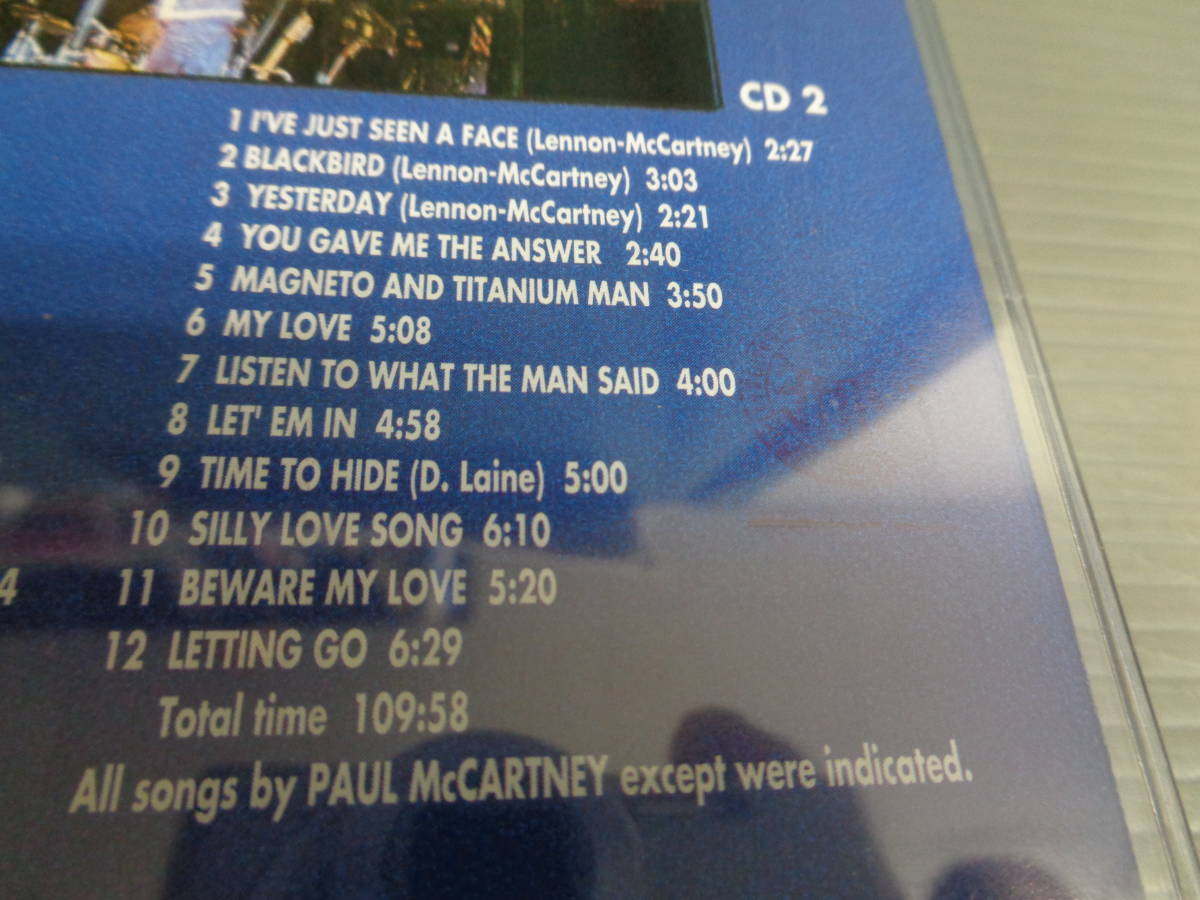 CD 2
1 I'VE JUST SEEN A FACE (Lennon-McCartney) 2:27
2 BLACKBIRD (Lennon-McCartney) 3:03
3 YESTERDAY (Lennon-McCartney) 2:21
4 YOU GAVE ME THE ANSWER 2:40
5 MAGNETO AND TITANIUM MAN 3:50
6 MY LOVE 5:08
7 LISTEN TO WHAT THE MAN SAID 4:00
8 LET' EM IN 4:58
9 TIME TO HIDE (D. Laine) 5:00
10 SILLY LOVE SONG 6:10
4 11 BEWARE MY LOVE 5:20
12 LETTING GO 6:29
Total time 109:58
All songs by PAUL McCARTNEY except were indicated.